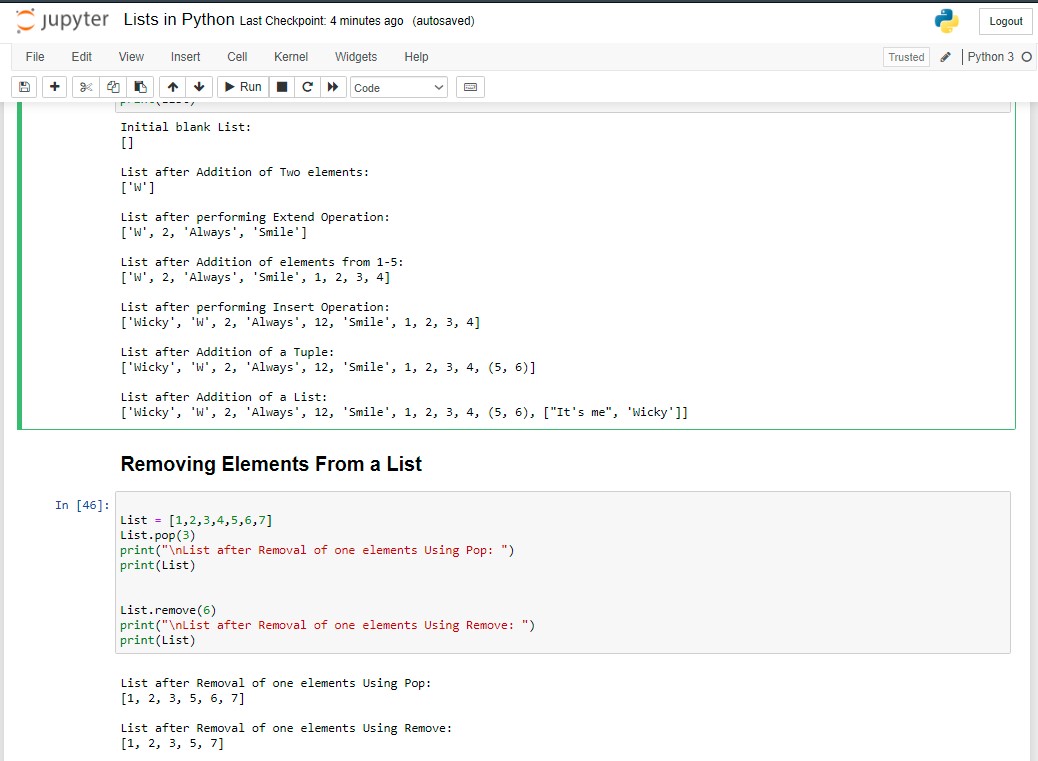 jupyter Lists in Python Last Checkpoint: 4 minutes ago (autosaved)
Logout
File Edit View Insert Cell Kernel Widgets Help
Trusted Python 3
Run
Code
Initial blank List:
[]
List after Addition of Two elements:
['W']
List after performing Extend Operation:
['W', 2, 'Always', 'Smile']
List after Addition of elements from 1-5:
['W', 2, 'Always', 'Smile', 1, 2, 3, 4]
List after performing Insert Operation:
['Wicky', 'W', 2, 'Always', 12, 'Smile', 1, 2, 3, 4]
List after Addition of a Tuple:
['Wicky', 'W', 2, 'Always', 12, 'Smile', 1, 2, 3, 4, (5, 6)]
List after Addition of a List:
['Wicky', 'W', 2, 'Always', 12, 'Smile', 1, 2, 3, 4, (5, 6), ["It's me", 'Wicky']]
Removing Elements From a List
In [46]:
List = [1,2,3,4,5,6,7]
List.pop(3)
print("\nList after Removal of one elements Using Pop: ")
print(List)
List.remove(6)
print("\nList after Removal of one elements Using Remove: ")
print(List)
List after Removal of one elements Using Pop:
[1, 2, 3, 5, 6, 7]
List after Removal of one elements Using Remove:
[1, 2, 3, 5, 7]